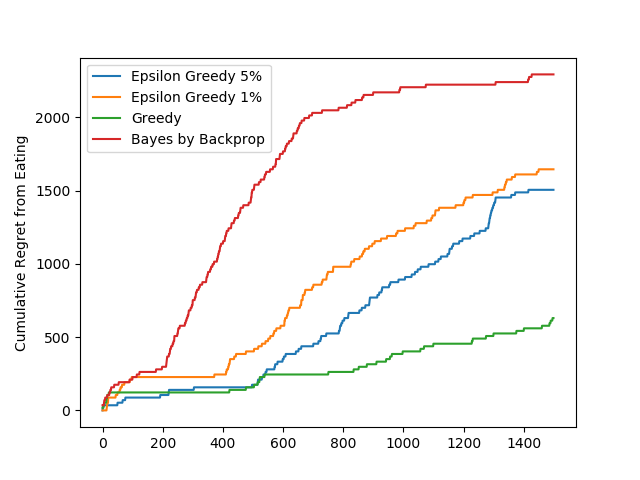 Epsilon Greedy 5%
Epsilon Greedy 1%
Greedy
Bayes by Backprop
Cumulative Regret from Eating
2000
1500
1000
500
0
0 200 400 600 800 1000 1200 1400